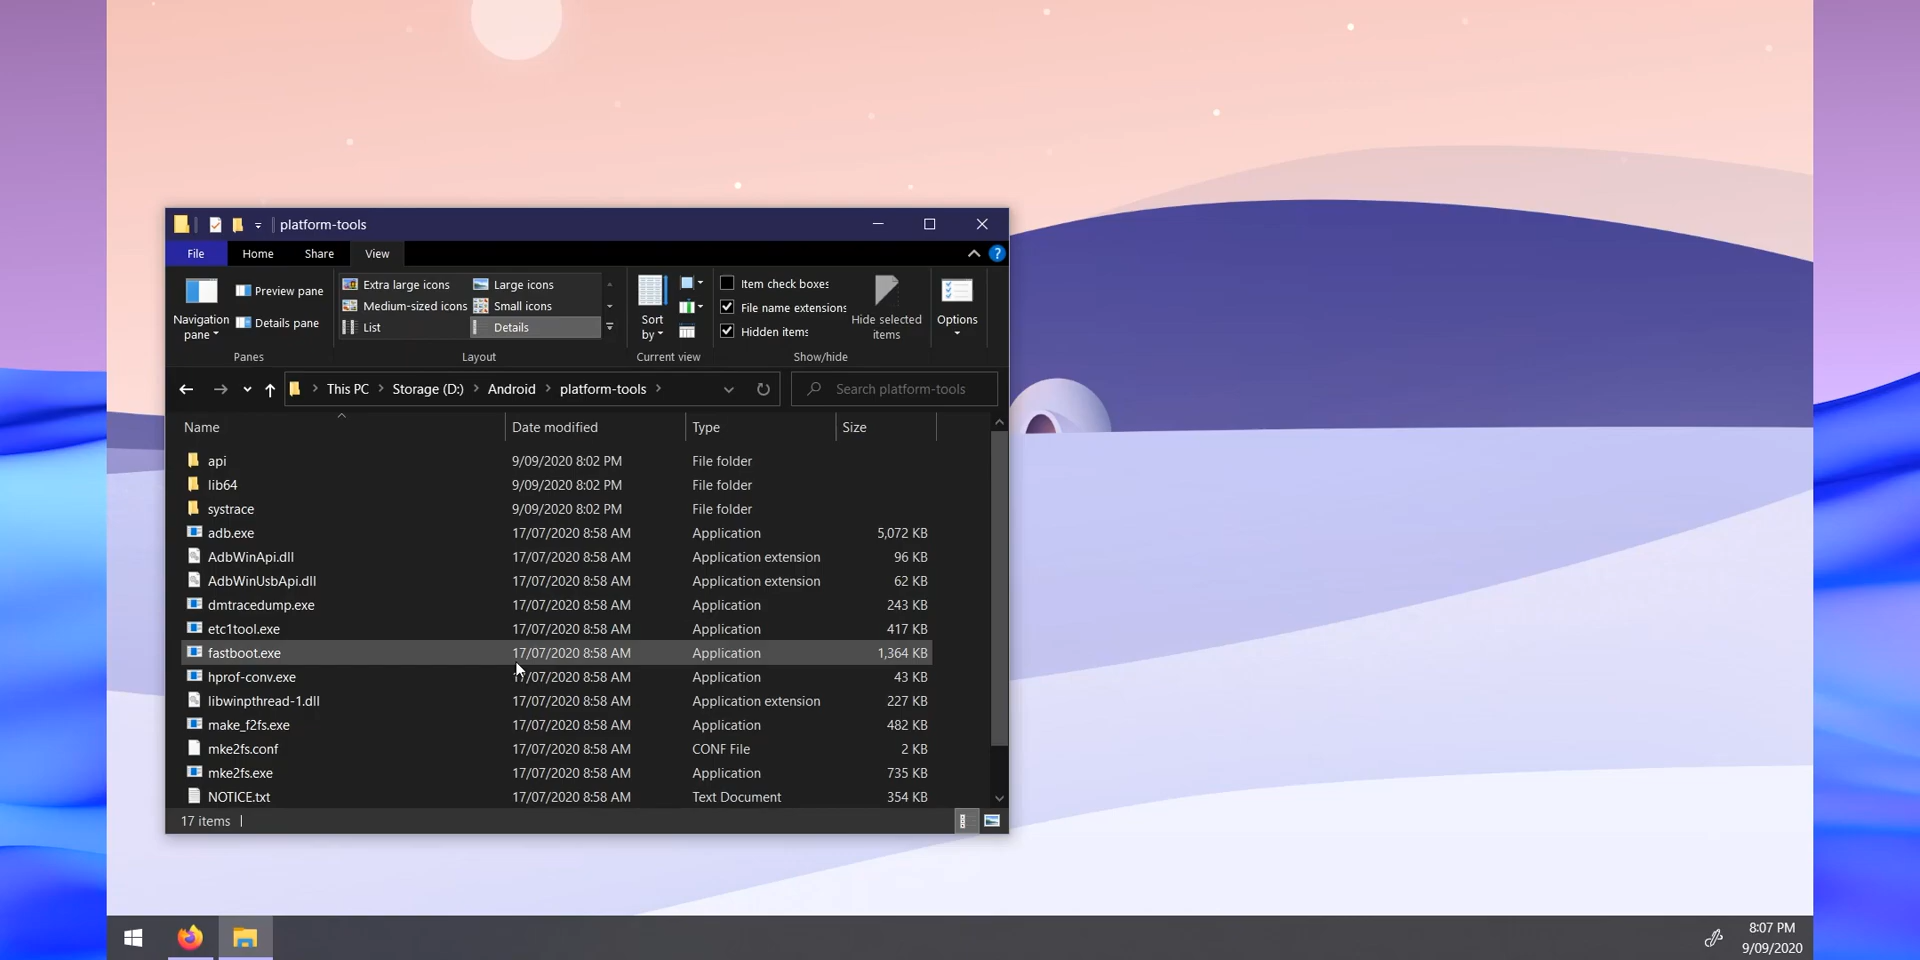 platform-tools
File Home Share View
?
Navigation pane
Preview pane
Details pane
Panes
Extra large icons Large icons
Medium-sized icons Small icons
List Details
Layout
Sort by
Current view
Item check boxes
File name extensions
Hidden items
Hide selected items
Show/hide
Options
This PC Storage (D:) Android platform-tools
Search platform-tools
Name Date modified Type Size
api 9/09/2020 8:02 PM File folder
lib64 9/09/2020 8:02 PM File folder
systrace 9/09/2020 8:02 PM File folder
adb.exe 17/07/2020 8:58 AM Application 5,072 KB
AdbWinApi.dll 17/07/2020 8:58 AM Application extension 96 KB
AdbWinUsbApi.dll 17/07/2020 8:58 AM Application extension 62 KB
dmtracedump.exe 17/07/2020 8:58 AM Application 243 KB
etc1tool.exe 17/07/2020 8:58 AM Application 417 KB
fastboot.exe 17/07/2020 8:58 AM Application 1,364 KB
hprof-conv.exe 17/07/2020 8:58 AM Application 43 KB
libwinpthread-1.dll 17/07/2020 8:58 AM Application extension 227 KB
make_f2fs.exe 17/07/2020 8:58 AM Application 482 KB
mke2fs.conf 17/07/2020 8:58 AM CONF File 2 KB
mke2fs.exe 17/07/2020 8:58 AM Application 735 KB
NOTICE.txt 17/07/2020 8:58 AM Text Document 354 KB
17 items
8:07 PM
9/09/2020